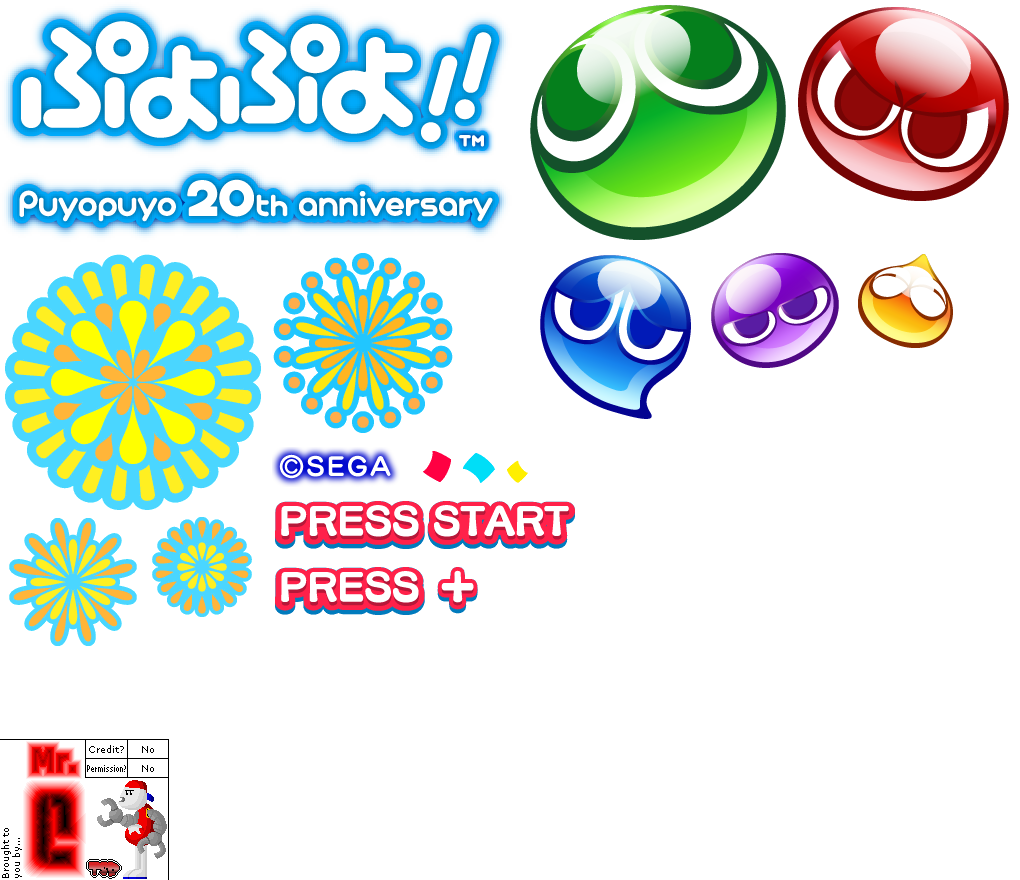 ぷよぷよ!!
TM
Puyopuyo 20th anniversary
©SEGA
PRESS START
PRESS +
Mr.
C
Credit? No
Permission? No
Brought to
you by...